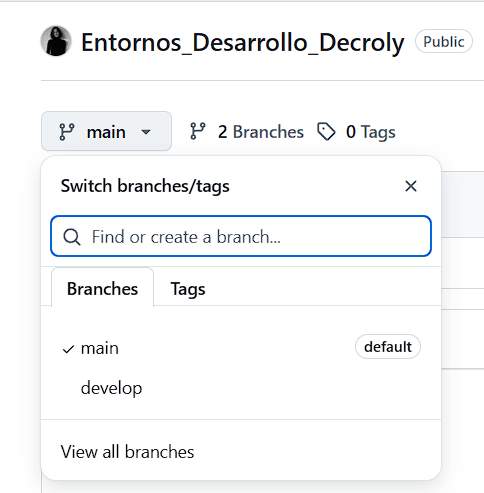 Entornos_Desarrollo_Decroly Public
main 2 Branches 0 Tags
Switch branches/tags
Find or create a branch...
Branches Tags
main default
develop
View all branches